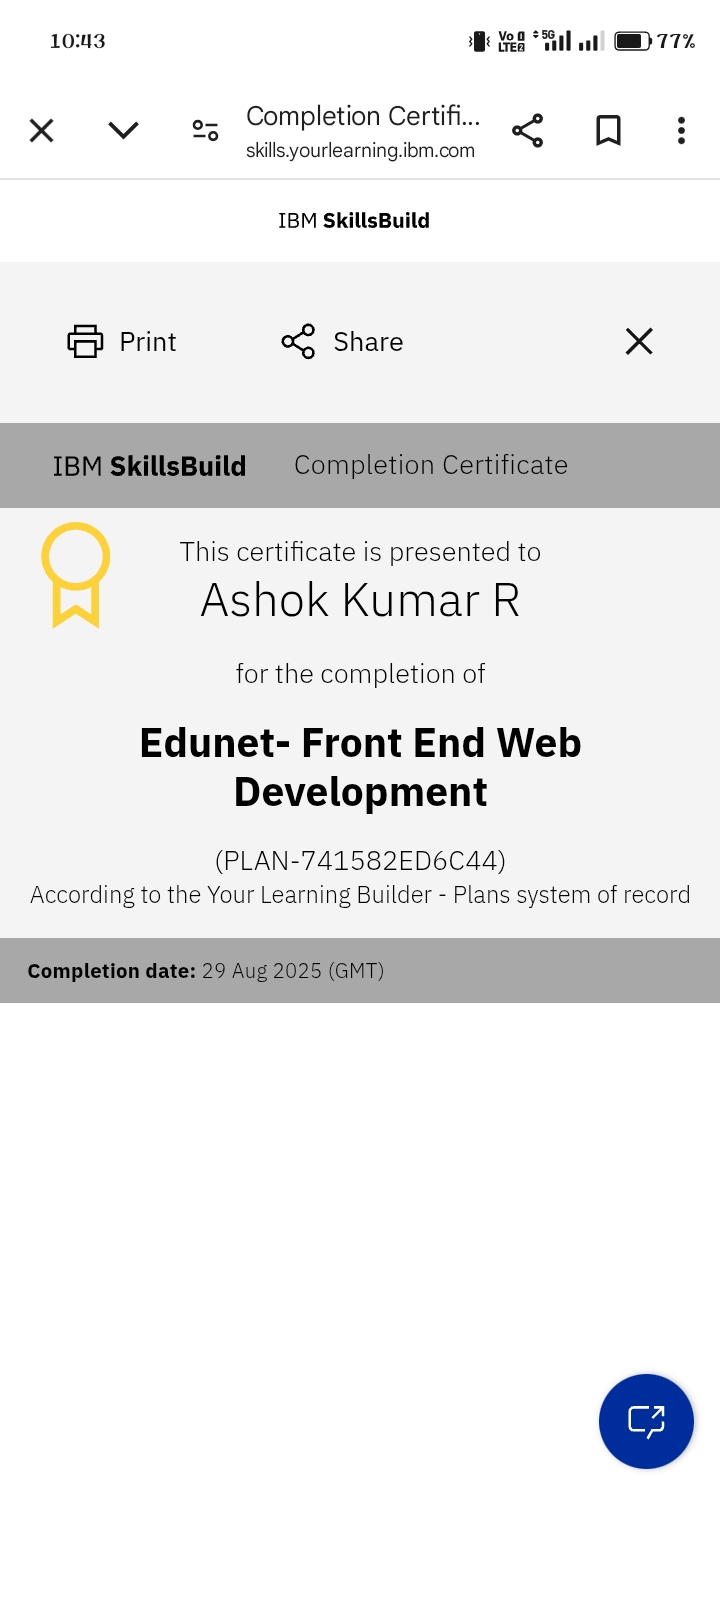 10:43
Vo LTE2 5G 77%
Completion Certifi...
skills.yourlearning.ibm.com
IBM SkillsBuild
Print Share
IBM SkillsBuild Completion Certificate
This certificate is presented to
Ashok Kumar R
for the completion of
Edunet- Front End Web
Development
(PLAN-741582ED6C44)
According to the Your Learning Builder - Plans system of record
Completion date: 29 Aug 2025 (GMT)